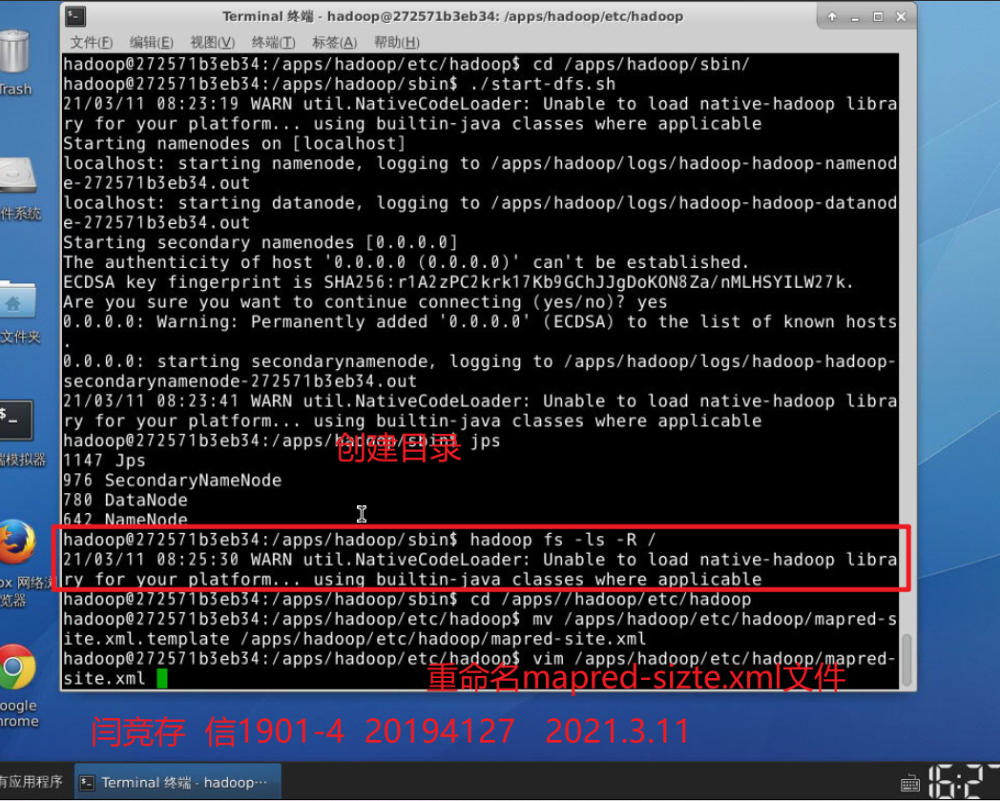 Terminal 终端 - hadoop@272571b3eb34: /apps/hadoop/etc/hadoop
文件(F) 编辑(E) 视图(V) 终端(T) 标签(A) 帮助(H)
hadoop@272571b3eb34:/apps/hadoop/etc/hadoop$ cd /apps/hadoop/sbin/
hadoop@272571b3eb34:/apps/hadoop/sbin$ ./start-dfs.sh
21/03/11 08:23:19 WARN util.NativeCodeLoader: Unable to load native-hadoop libra
ry for your platform... using builtin-java classes where applicable
Starting namenodes on [localhost]
localhost: starting namenode, logging to /apps/hadoop/logs/hadoop-hadoop-namenod
e-272571b3eb34.out
localhost: starting datanode, logging to /apps/hadoop/logs/hadoop-hadoop-datanod
e-272571b3eb34.out
Starting secondary namenodes [0.0.0.0]
The authenticity of host '0.0.0.0 (0.0.0.0)' can't be established.
ECDSA key fingerprint is SHA256:r1A2zPC2krk17Kb9GChJJgDoKON8Za/nMLHSYILW27k.
Are you sure you want to continue connecting (yes/no)? yes
0.0.0.0: Warning: Permanently added '0.0.0.0' (ECDSA) to the list of known hosts
.
0.0.0.0: starting secondarynamenode, logging to /apps/hadoop/logs/hadoop-hadoop-
secondarynamenode-272571b3eb34.out
21/03/11 08:23:41 WARN util.NativeCodeLoader: Unable to load native-hadoop libra
ry for your platform... using builtin-java classes where applicable
hadoop@272571b3eb34:/apps/hadoop/sbin$ jps
创建目录
1147 Jps
976 SecondaryNameNode
780 DataNode
642 NameNode
hadoop@272571b3eb34:/apps/hadoop/sbin$ hadoop fs -ls -R /
21/03/11 08:25:30 WARN util.NativeCodeLoader: Unable to load native-hadoop libra
ry for your platform... using builtin-java classes where applicable
hadoop@272571b3eb34:/apps/hadoop/sbin$ cd /apps//hadoop/etc/hadoop
hadoop@272571b3eb34:/apps/hadoop/etc/hadoop$ mv /apps/hadoop/etc/hadoop/mapred-s
ite.xml.template /apps/hadoop/etc/hadoop/mapred-site.xml
hadoop@272571b3eb34:/apps/hadoop/etc/hadoop$ vim /apps/hadoop/etc/hadoop/mapred-
site.xml
重命名mapred-sizte.xml文件
闫竞存 信1901-4 20194127 2021.3.11
Trash
件系统
文件夹
$_
端模拟器
ox 网络浏
览器
oogle
hrome
有应用程序
Terminal 终端 - hadoop···
16:27